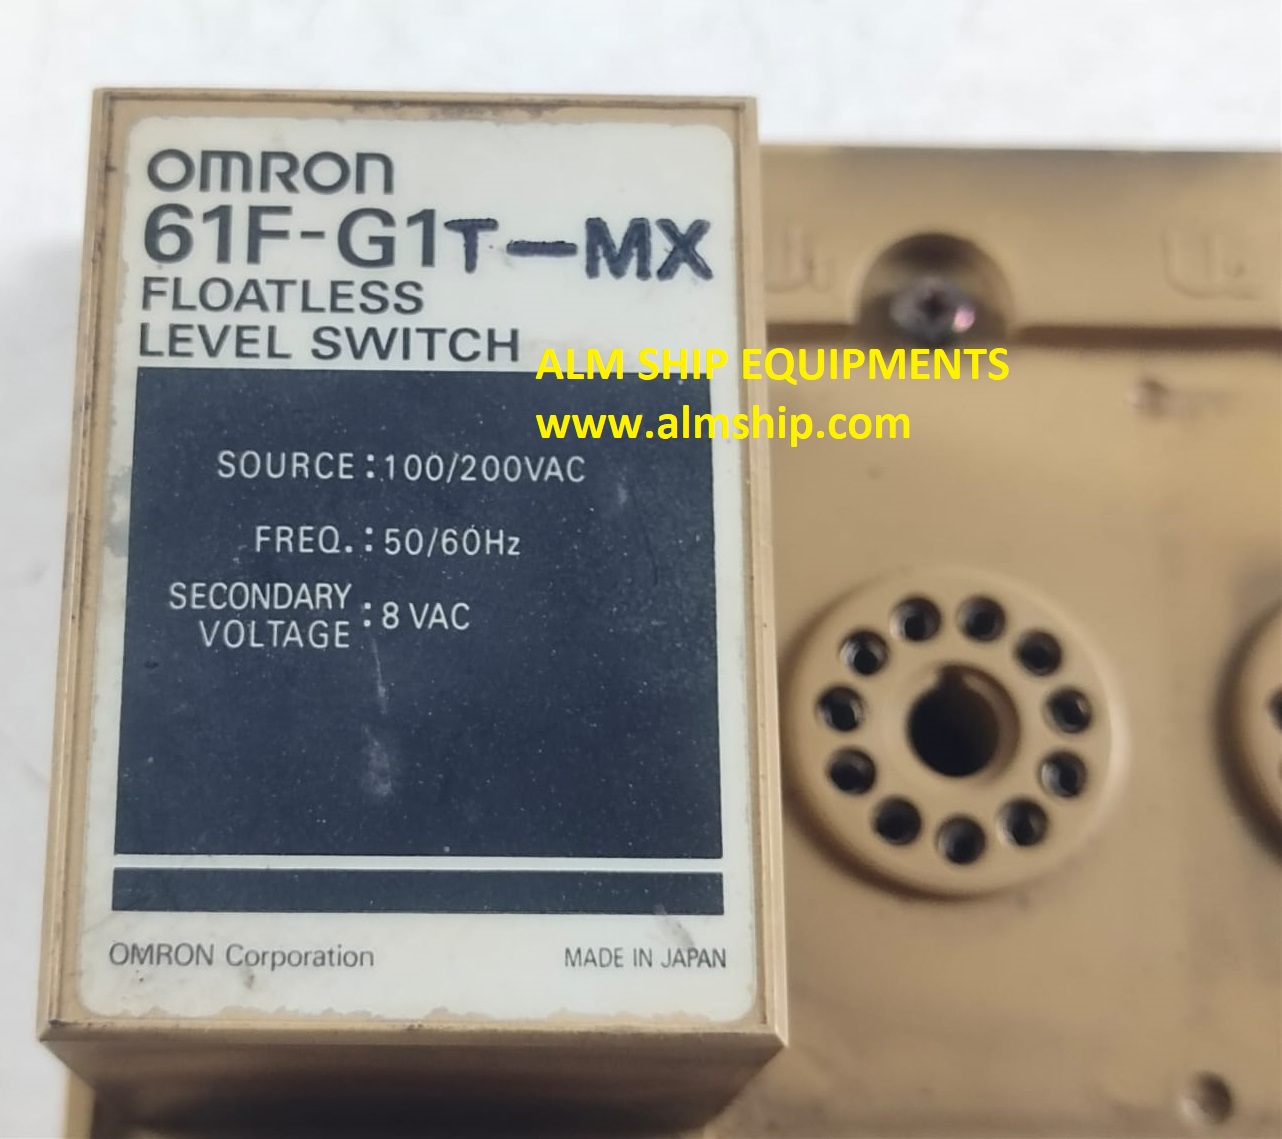 OMRON
61F-G1T-MX
FLOATLESS
LEVEL SWITCH
ALM SHIP EQUIPMENTS
www.almship.com
SOURCE:100/200VAC
FREQ.:50/60Hz
SECONDARY
VOLTAGE:8 VAC
OMRON Corporation MADE IN JAPAN